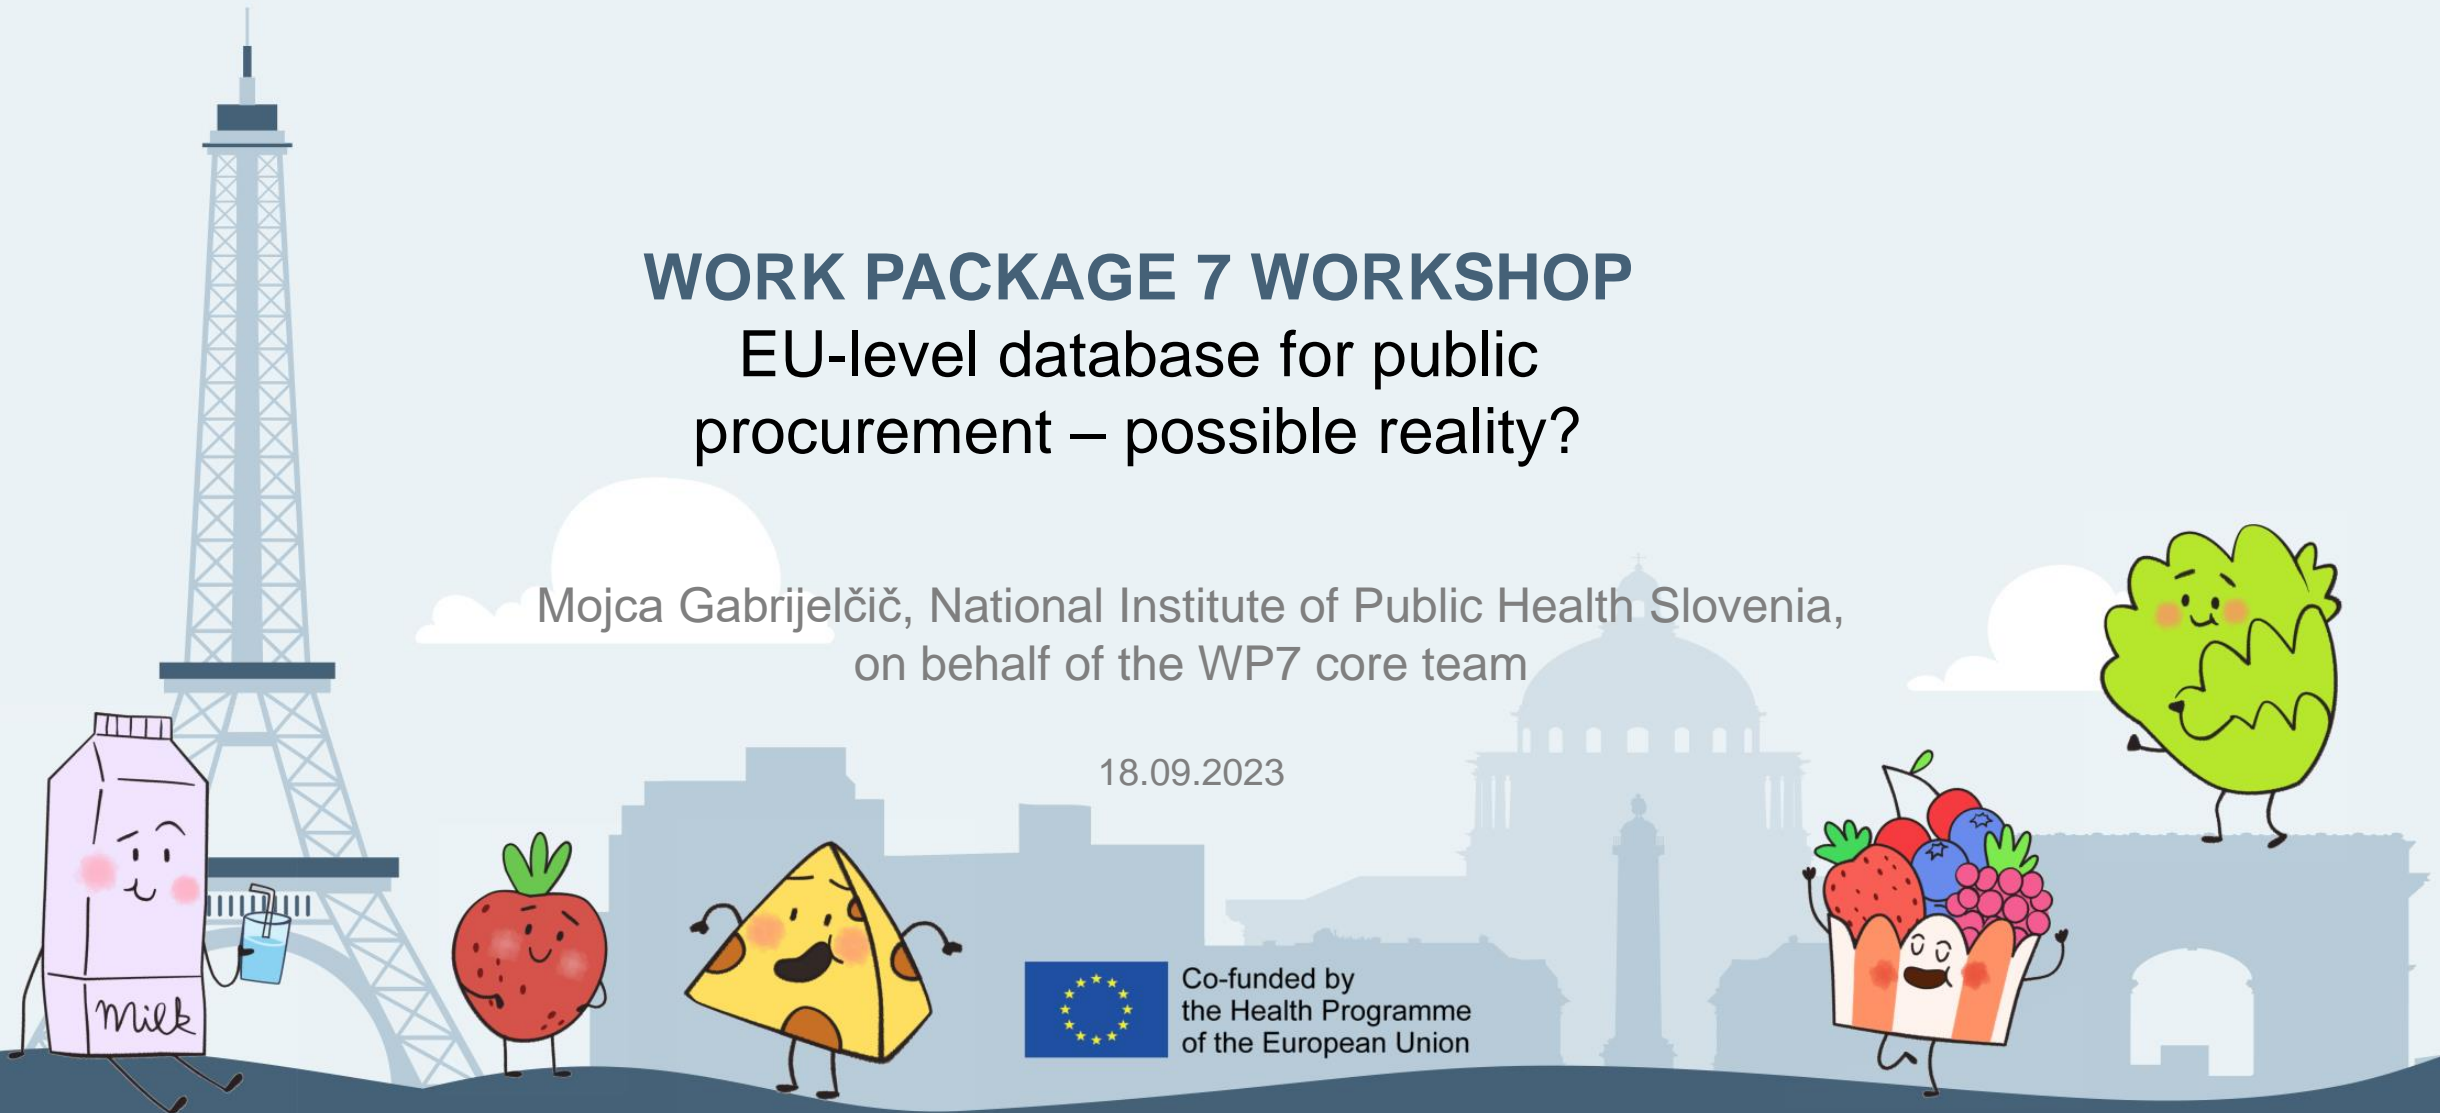 WORK PACKAGE 7 WORKSHOP
EU-level database for public
procurement – possible reality?
Mojca Gabrijelčič, National Institute of Public Health Slovenia,
on behalf of the WP7 core team
18.09.2023
milk
Co-funded by
the Health Programme
of the European Union